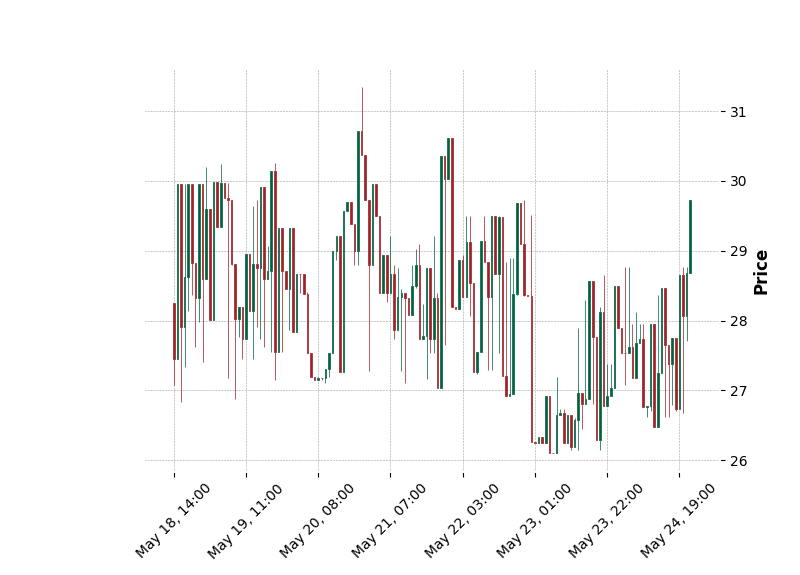 31
30
29
28
27
26
Price
May 18, 14:00
May 19, 11:00
May 20, 08:00
May 21, 07:00
May 22, 03:00
May 23, 01:00
May 23, 22:00
May 24, 19:00